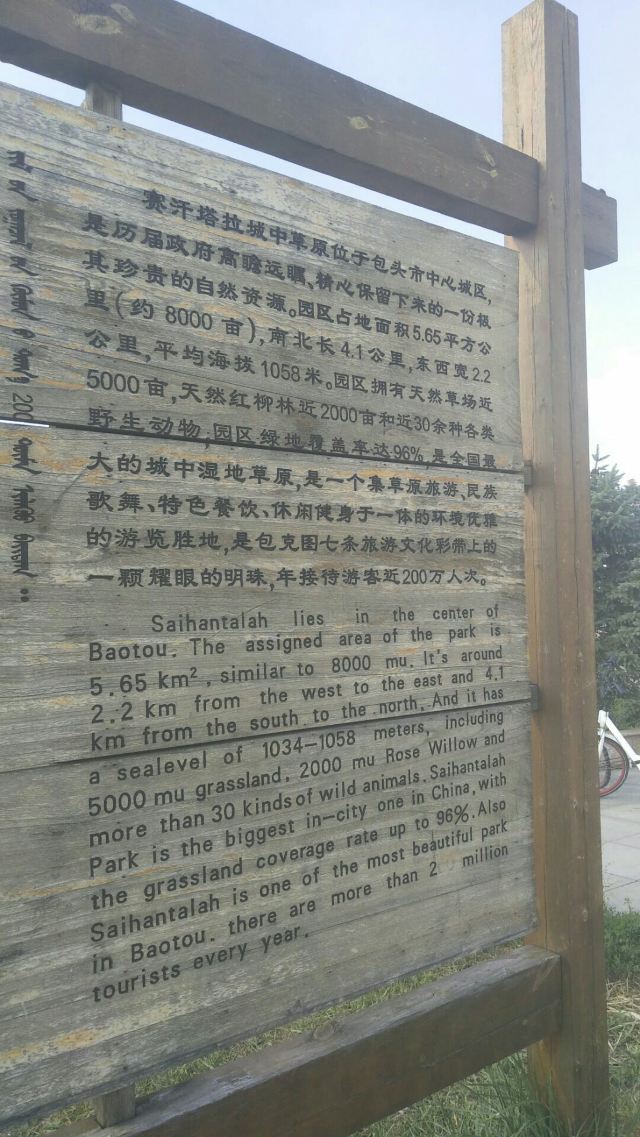 赛汗塔拉城中草原位于包头市中心城区,
是历届政府高瞻远瞩、精心保留下来的一份极
其珍贵的自然资源。园区占地面积5.65平方公
里(约8000亩),南北长4.1公里,东西宽2.2
公里,平均海拔1058米。园区拥有天然草场近
5000亩,天然红柳林近2000亩和近30余种各类
野生动物,园区绿地覆盖率达96%,是全国最
大的城中湿地草原,是一个集草原旅游、民族
歌舞、特色餐饮、休闲健身于一体的环境优雅
的游览胜地,是包克图七条旅游文化彩带上的
一颗耀眼的明珠,年接待游客近200万人次。
Saihantalah lies in the center of
Baotou. The assigned area of the park is
5.65 km², similar to 8000 mu. It's around
2.2 km from the west to the east and 4.1
km from the south to the north. And it has
a sealevel of 1034—1058 meters, including
5000 mu grassland. 2000 mu Rose Willow and
more than 30 kinds of wild animals. Saihantalah
Park is the biggest in—city one in China, with
the grassland coverage rate up to 96%. Also
Saihantalah is one of the most beautiful park
in Baotou. there are more than 2 million
tourists every year.